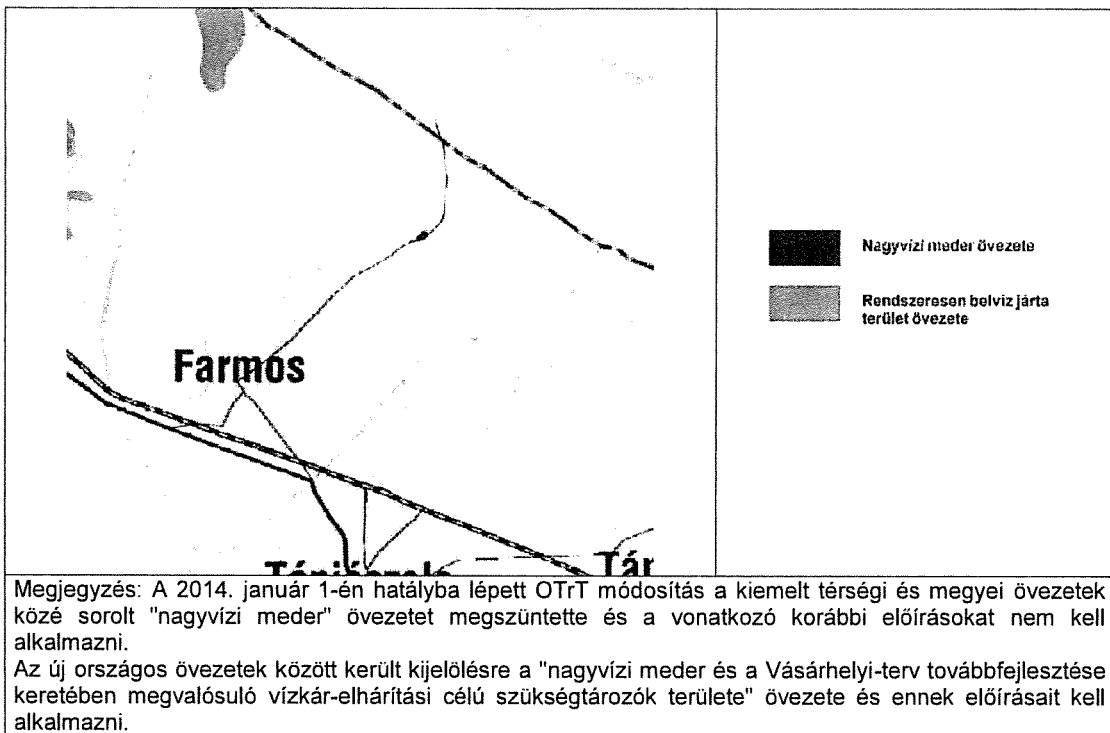 Farmos
Nagyvízi meder övezete
Rendszeresen belvíz járta
terület övezete
Megjegyzés: A 2014. január 1-én hatályba lépett OTrT módosítás a kiemelt térségi és megyei övezetek
közé sorolt "nagyvízi meder" övezetet megszüntette és a vonatkozó korábbi előírásokat nem kell
alkalmazni.
Az új országos övezetek között került kijelölésre a "nagyvízi meder és a Vásárhelyi-terv továbbfejlesztése
keretében megvalósuló vízkár-elhárítási célú szükségtározók területe" övezete és ennek előírásait kell
alkalmazni.